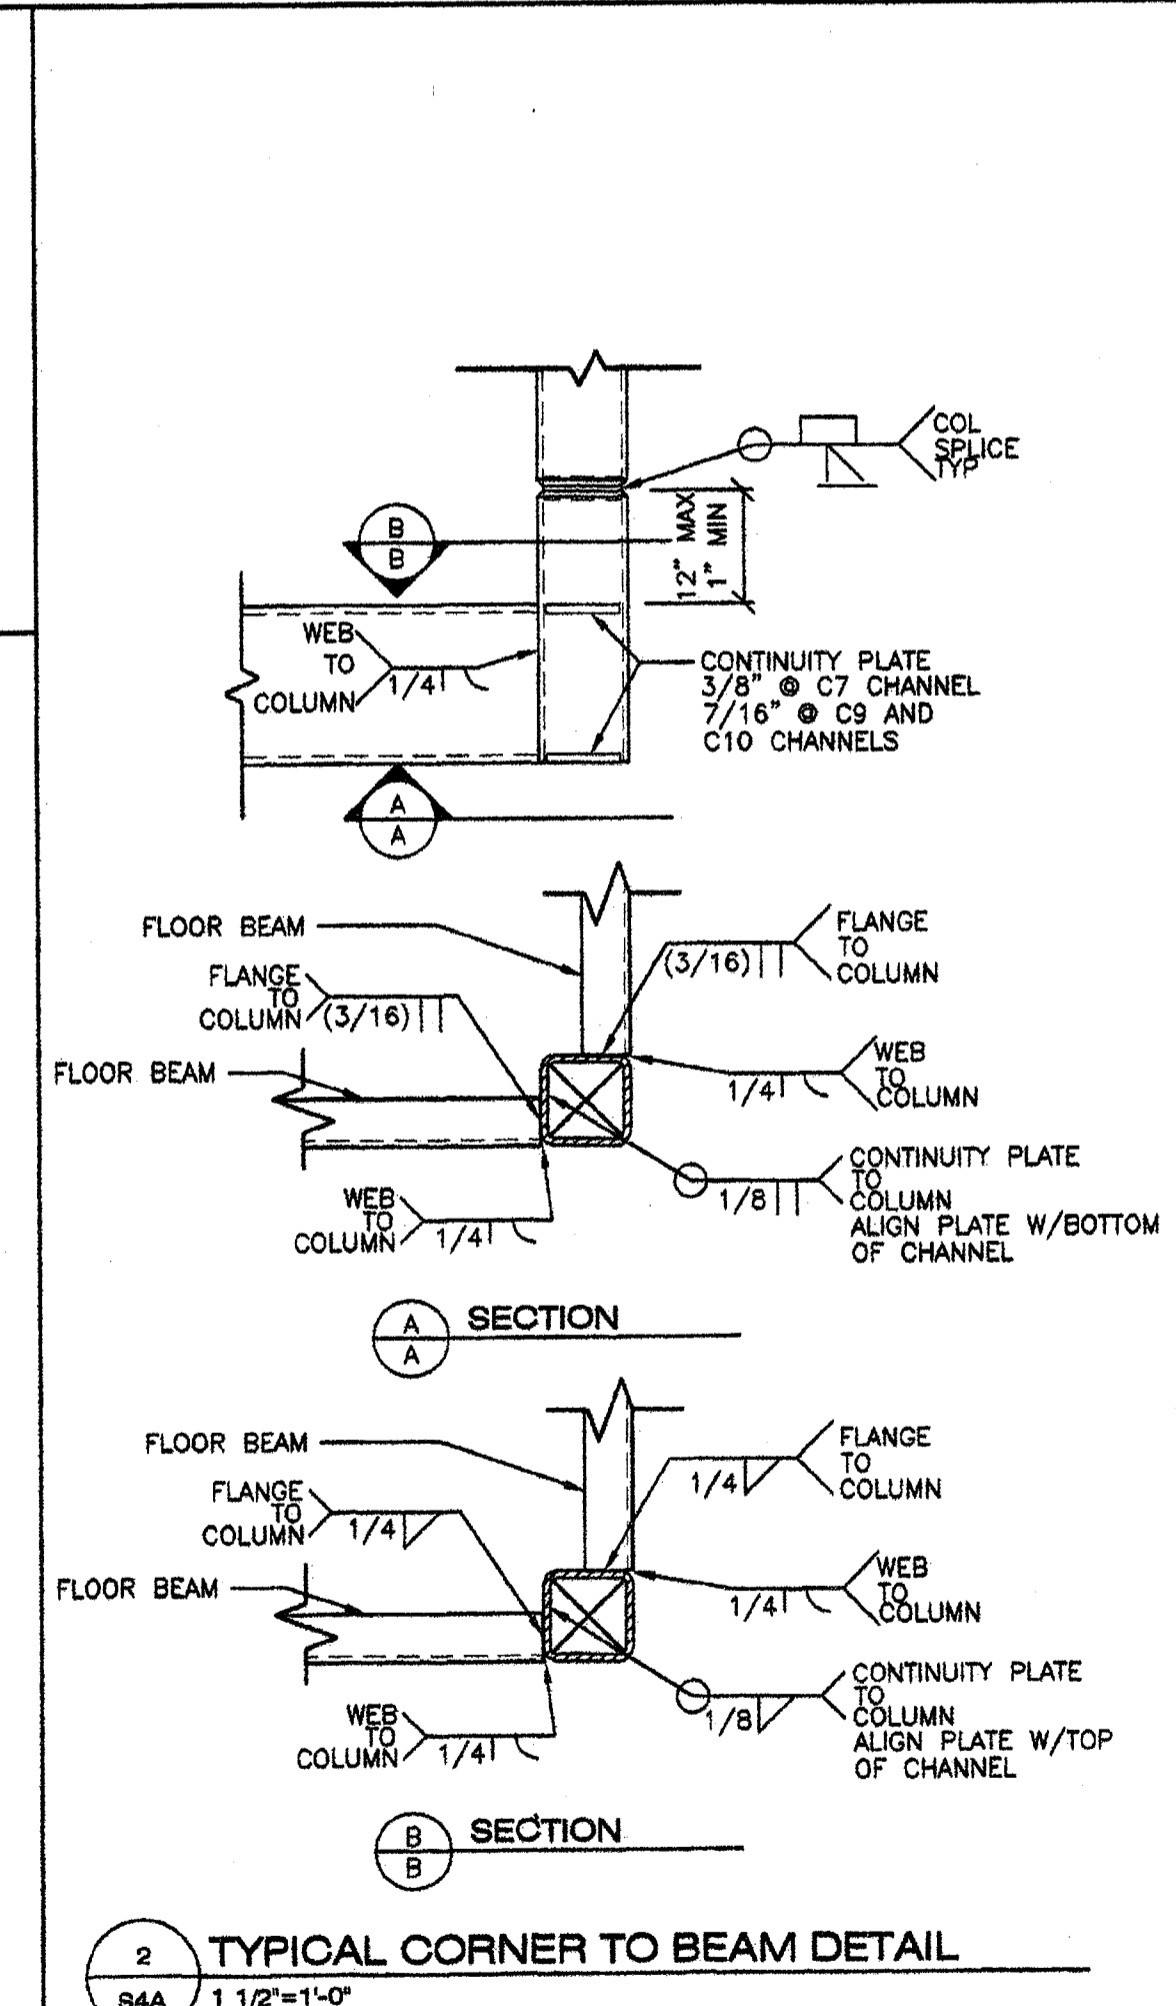 COL
SPLICE
TYP
B
B
12" MAX
1" MIN
WEB
TO
COLUMN
1/4
CONTINUITY PLATE
3/8" @ C7 CHANNEL
7/16" @ C9 AND
C10 CHANNELS
A
A
FLOOR BEAM
FLANGE
TO
COLUMN
(3/16)
FLANGE
TO
COLUMN
(3/16)
FLOOR BEAM
WEB
TO
COLUMN
1/4
CONTINUITY PLATE
TO
COLUMN
ALIGN PLATE W/BOTTOM
OF CHANNEL
1/8
WEB
TO
COLUMN
1/4
A
A
SECTION
FLOOR BEAM
FLANGE
TO
COLUMN
1/4
FLANGE
TO
COLUMN
1/4
FLOOR BEAM
WEB
TO
COLUMN
1/4
CONTINUITY PLATE
TO
COLUMN
ALIGN PLATE W/TOP
OF CHANNEL
1/8
WEB
TO
COLUMN
1/4
B
B
SECTION
2
S4A
TYPICAL CORNER TO BEAM DETAIL
1 1/2"=1'-0"